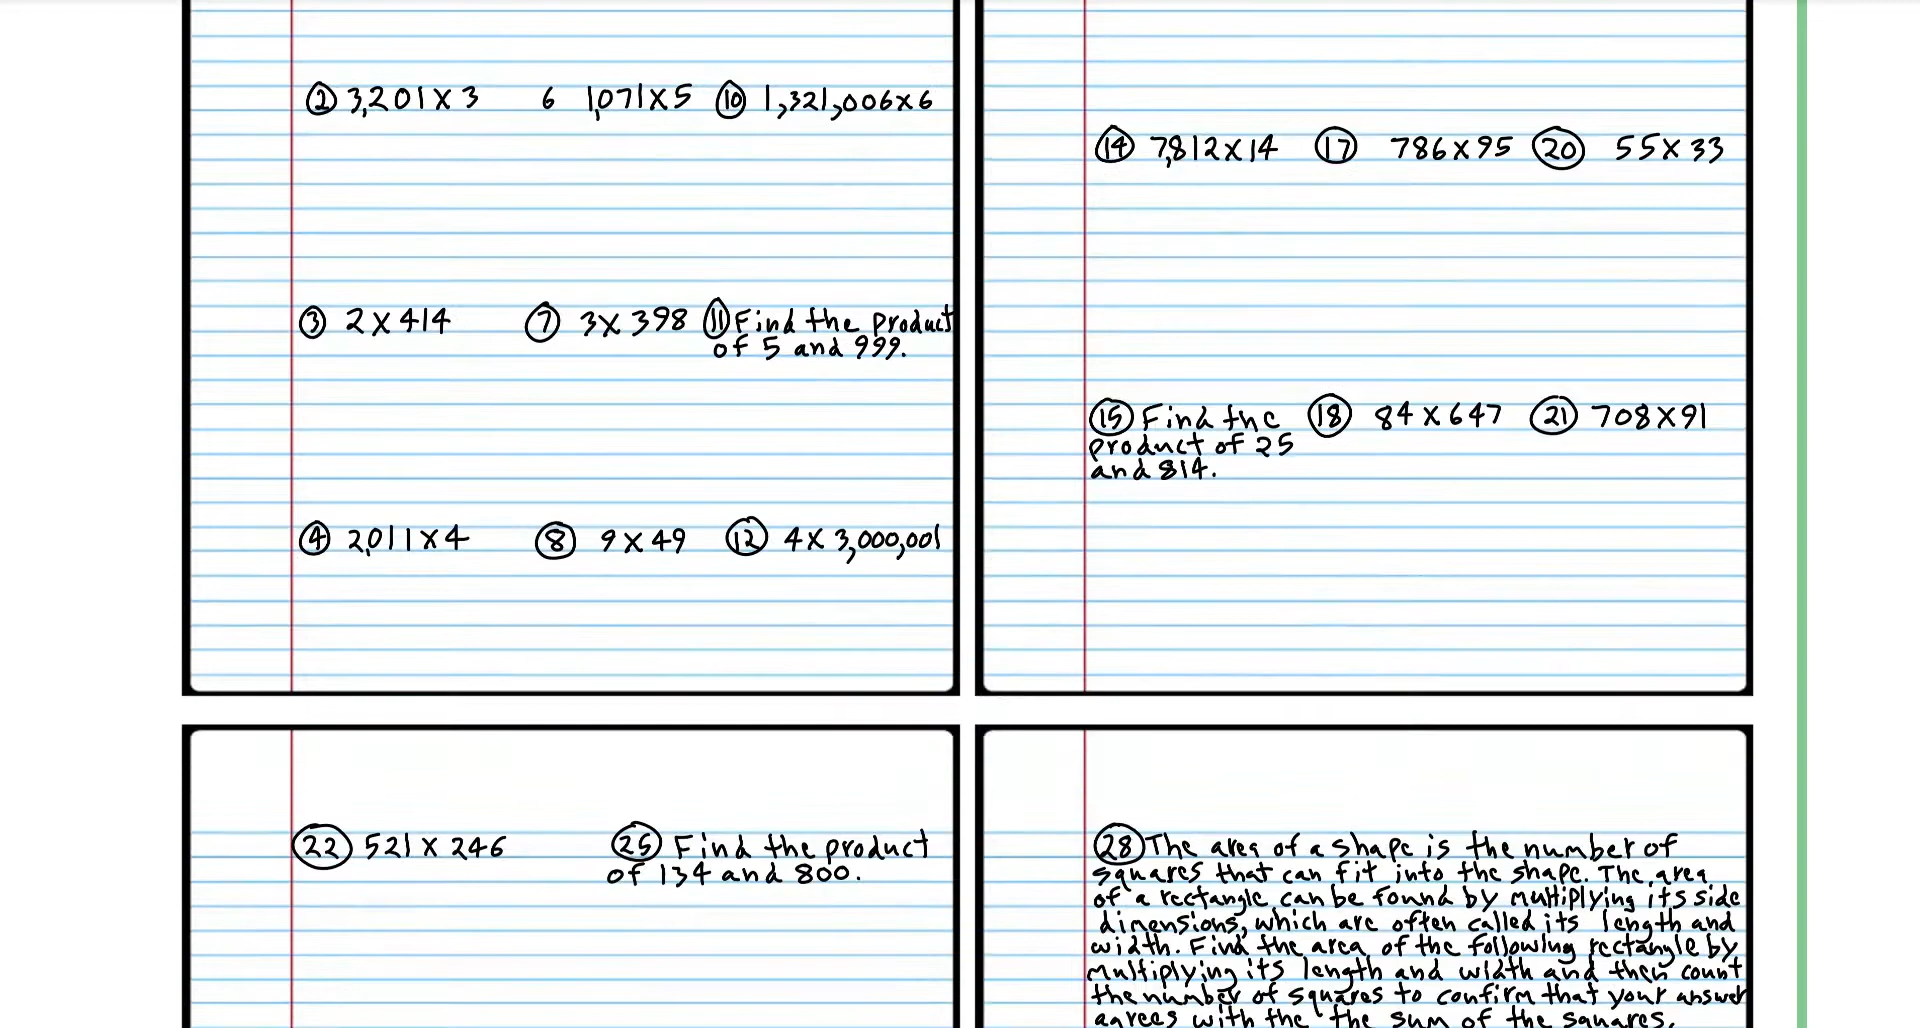 ② 3,201 X 3 6 1,071 X 5 ⑩ 1,321,006 x 6
③ 2 X 414 ⑦ 3 X 398 ⑪ Find the product
of 5 and 999.
④ 2,011 X 4 ⑧ 9 X 49 ⑫ 4 X 3,000,001
⑭ 7,812 X 14 ⑰ 786 X 95 ⑳ 55 X 33
⑮ Find the ⑱ 84 X 647 ㉑ 708 X 91
product of 25
and 814.
㉒ 521 X 246 ㉕ Find the product
of 134 and 800.
㉘ The area of a shape is the number of
squares that can fit into the shape. The area
of a rectangle can be found by multiplying its side
dimensions, which are often called its length and
width. Find the area of the following rectangle by
multiplying its length and width and then count
the number of squares to confirm that your answer
agrees with the the sum of the squares.